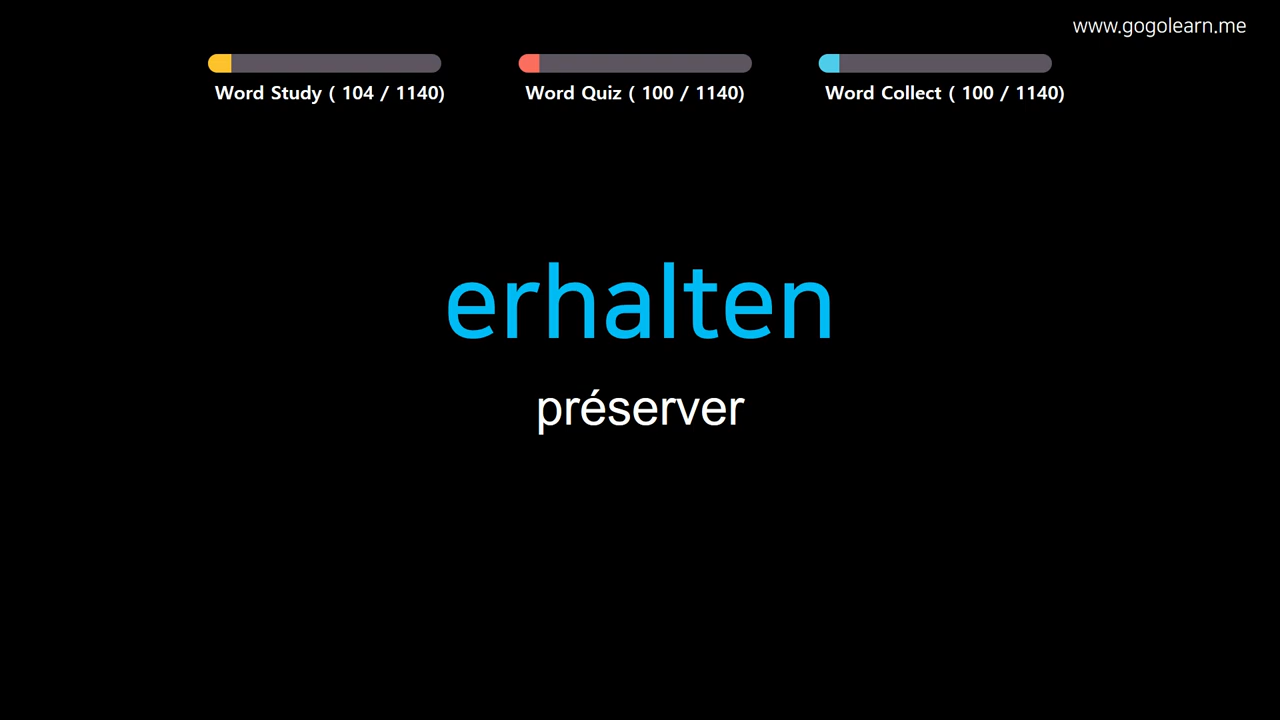 www.gogolearn.me
Word Study ( 104 / 1140)
Word Quiz ( 100 / 1140)
Word Collect ( 100 / 1140)
erhalten
préserver